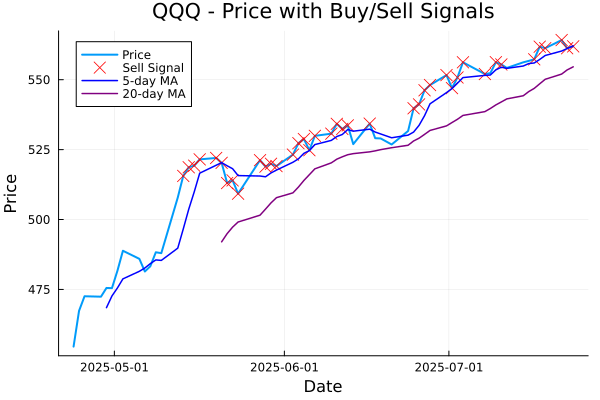 QQQ - Price with Buy/Sell Signals
Price
Sell Signal
5-day MA
20-day MA
550
525
500
475
Price
2025-05-01
2025-06-01
2025-07-01
Date